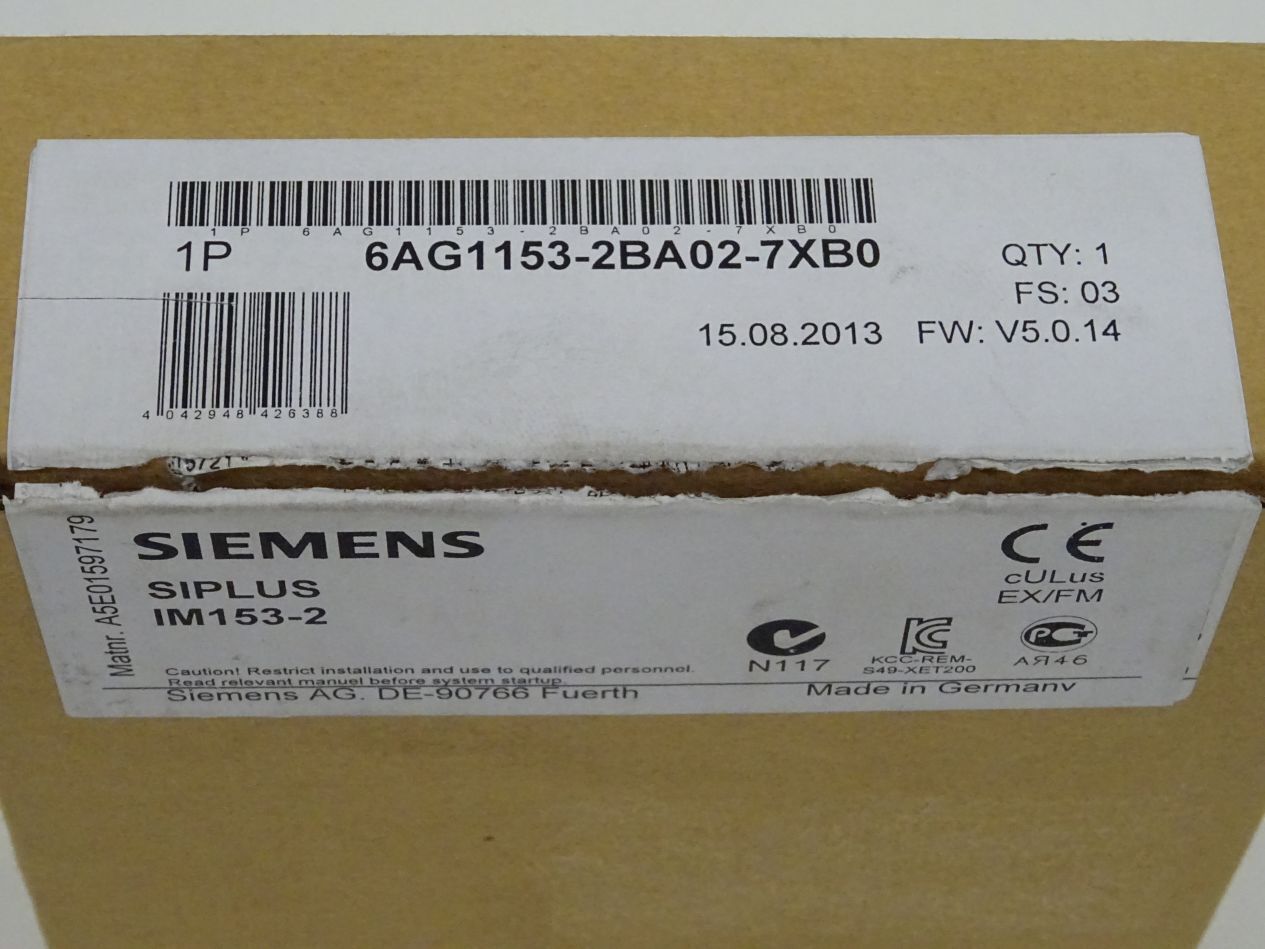 1P 6AG1153-2BA02-7XB0
1P 6AG1153-2BA02-7XB0
QTY: 1
FS: 03
15.08.2013 FW: V5.0.14
4 042948 426388
Matnr. A5E01597179
SIEMENS
SIPLUS
IM153-2
CE
cULus
EX/FM
N117
KCC-REM-
S49-XET200
АЯ46
Caution! Restrict installation and use to qualified personnel.
Read relevant manuel before system startup.
Siemens AG. DE-90766 Fuerth
Made in Germany